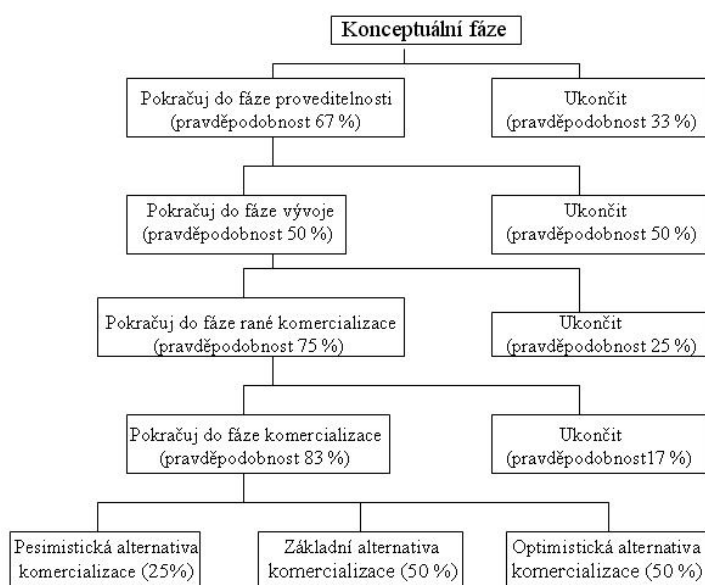 Konceptuální fáze
Pokračuj do fáze proveditelnosti
(pravděpodobnost 67 %)
Ukončit
(pravděpodobnost 33 %)
Pokračuj do fáze vývoje
(pravděpodobnost 50 %)
Ukončit
(pravděpodobnost 50 %)
Pokračuj do fáze rané komercializace
(pravděpodobnost 75 %)
Ukončit
(pravděpodobnost 25 %)
Pokračuj do fáze komercializace
(pravděpodobnost 83 %)
Ukončit
(pravděpodobnost17 %)
Pesimistická alternativa
komercializace (25%)
Základní alternativa
komercializace (50 %)
Optimistická alternativa
komercializace (50 %)